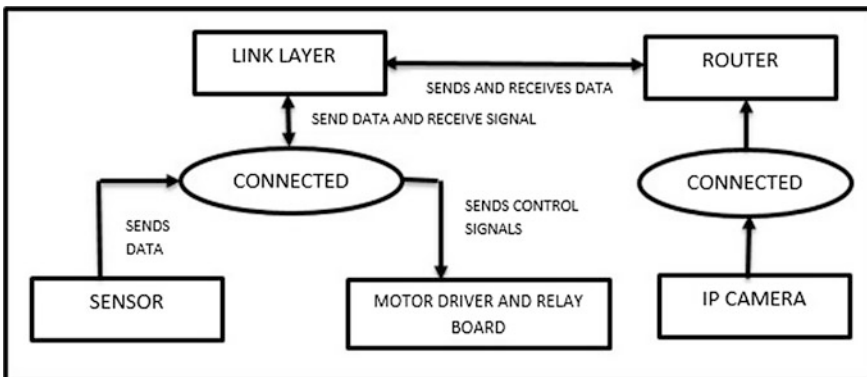 LINK LAYER
ROUTER
SENDS AND RECEIVES DATA
SEND DATA AND RECEIVE SIGNAL
CONNECTED
CONNECTED
SENDS
DATA
SENDS CONTROL
SIGNALS
SENSOR
MOTOR DRIVER AND RELAY
BOARD
IP CAMERA